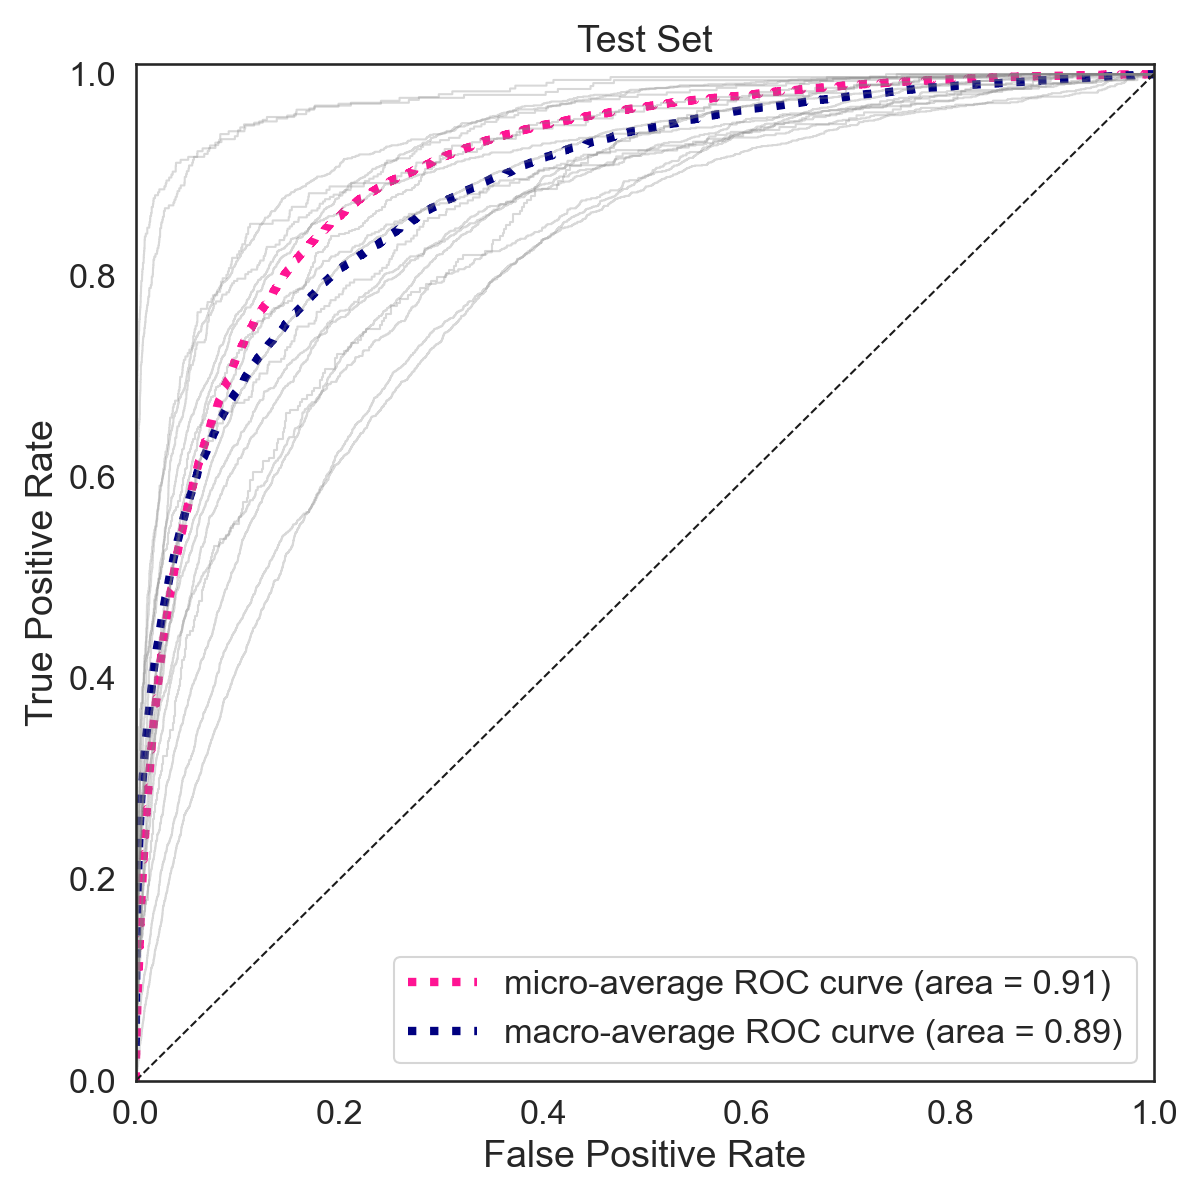 Test Set
True Positive Rate
1.0
0.8
0.6
0.4
0.2
0.0
micro-average ROC curve (area = 0.91)
macro-average ROC curve (area = 0.89)
0.0 0.2 0.4 0.6 0.8 1.0
False Positive Rate